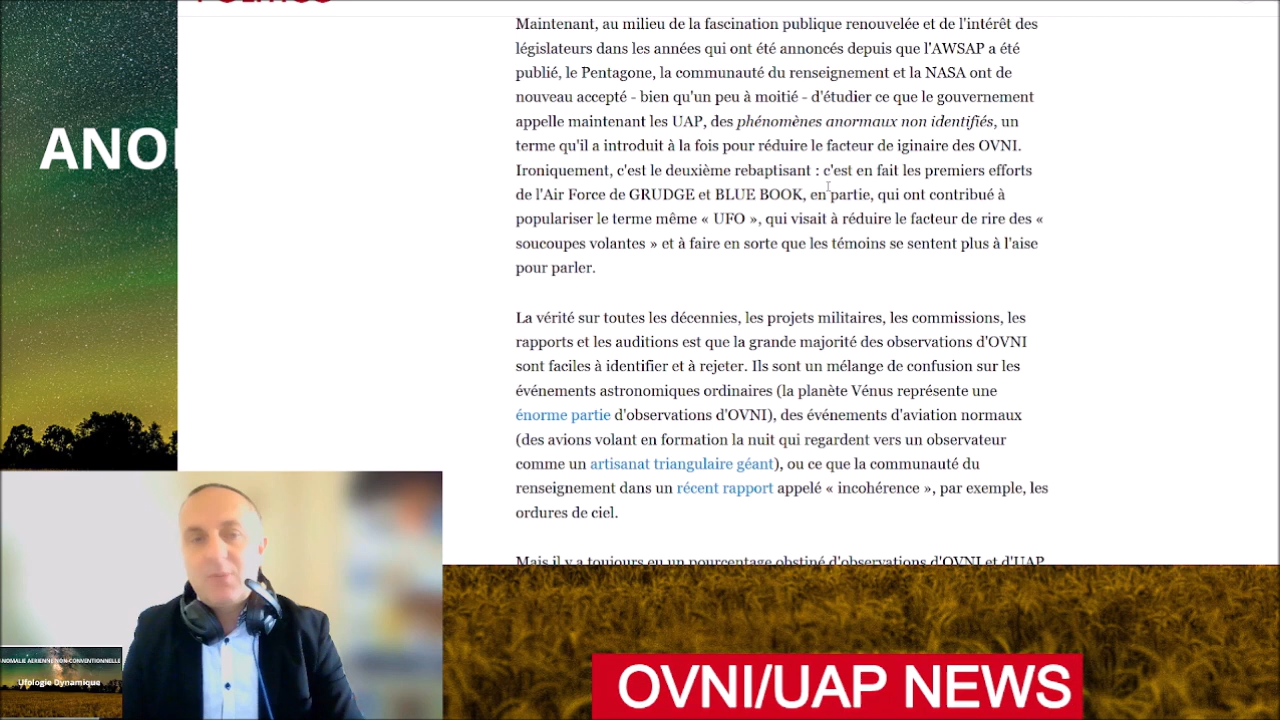 Maintenant, au milieu de la fascination publique renouvelée et de l'intérêt des
législateurs dans les années qui ont été annoncés depuis que l'AWSAP a été
publié, le Pentagone, la communauté du renseignement et la NASA ont de
nouveau accepté - bien qu'un peu à moitié - d'étudier ce que le gouvernement
appelle maintenant les UAP, des phénomènes anormaux non identifiés, un
terme qu'il a introduit à la fois pour réduire le facteur de iginaire des OVNI.
Ironiquement, c'est le deuxième rebaptisant : c'est en fait les premiers efforts
de l'Air Force de GRUDGE et BLUE BOOK, en partie, qui ont contribué à
populariser le terme même « UFO », qui visait à réduire le facteur de rire des «
soucoupes volantes » et à faire en sorte que les témoins se sentent plus à l'aise
pour parler.
La vérité sur toutes les décennies, les projets militaires, les commissions, les
rapports et les auditions est que la grande majorité des observations d'OVNI
sont faciles à identifier et à rejeter. Ils sont un mélange de confusion sur les
événements astronomiques ordinaires (la planète Vénus représente une
énorme partie d'observations d'OVNI), des événements d'aviation normaux
(des avions volant en formation la nuit qui regardent vers un observateur
comme un artisanat triangulaire géant), ou ce que la communauté du
renseignement dans un récent rapport appelé « incohérence », par exemple, les
ordures de ciel.
Mais il y a toujours eu un pourcentage obstiné d'observations d'OVNI et d'UAP
ANO
ANOMALIE AERIENNE NON-CONVENTIONNELLE
Ufologie Dynamique
OVNI/UAP NEWS